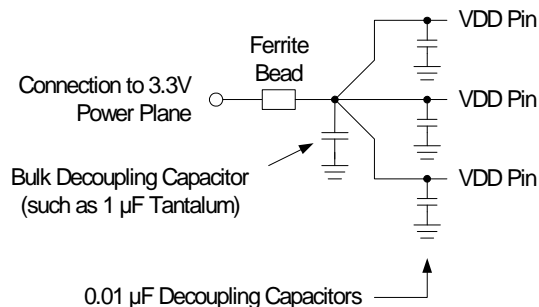 VDD Pin
Ferrite
Bead
Connection to 3.3V
Power Plane
VDD Pin
Bulk Decoupling Capacitor
(such as 1 µF Tantalum)
VDD Pin
0.01 µF Decoupling Capacitors